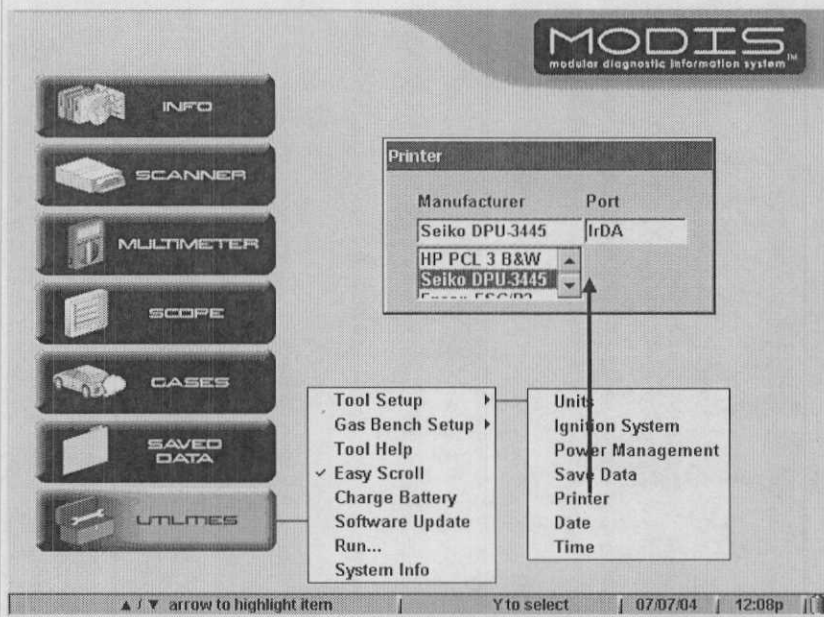 MODIS™
modular diagnostic information system
INFO
SCANNER
MULTIMETER
SCOPE
GASES
SAVED
DATA
UTILITIES
Printer
Manufacturer Port
Seiko DPU-3445 IrDA
HP PCL 3 B&W
Seiko DPU-3445
Tool Setup
Gas Bench Setup
Tool Help
✓ Easy Scroll
Charge Battery
Software Update
Run...
System Info
Units
Ignition System
Power Management
Save Data
Printer
Date
Time
▲ / ▼ arrow to highlight item Y to select 07/07/04 12:08p